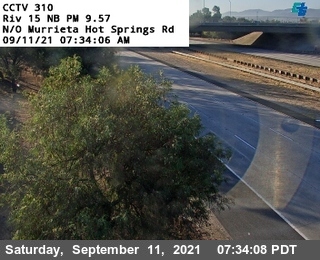 CCTV 310
Riv 15 NB PM 9.57
N/O Murrieta Hot Springs Rd
09/11/21 07:34:06 AM
Saturday, September 11, 2021 07:34:08 PDT